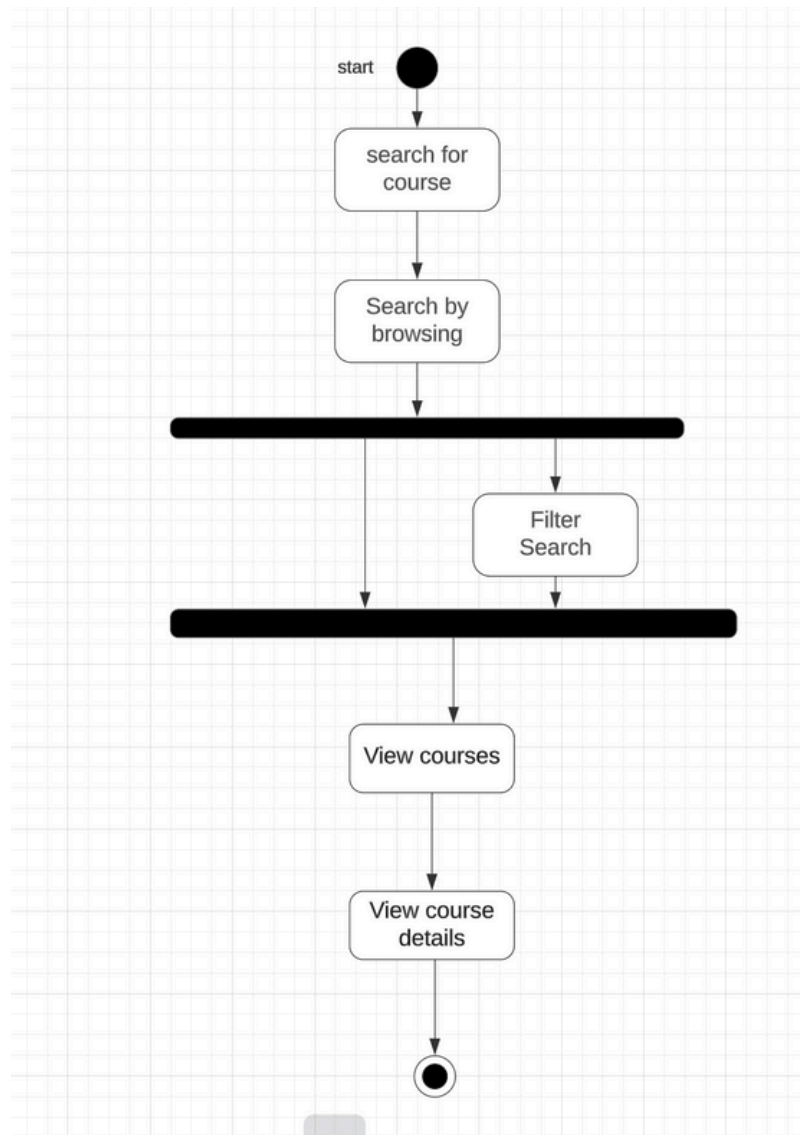 start
search for
course
Search by
browsing
Filter
Search
View courses
View course
details